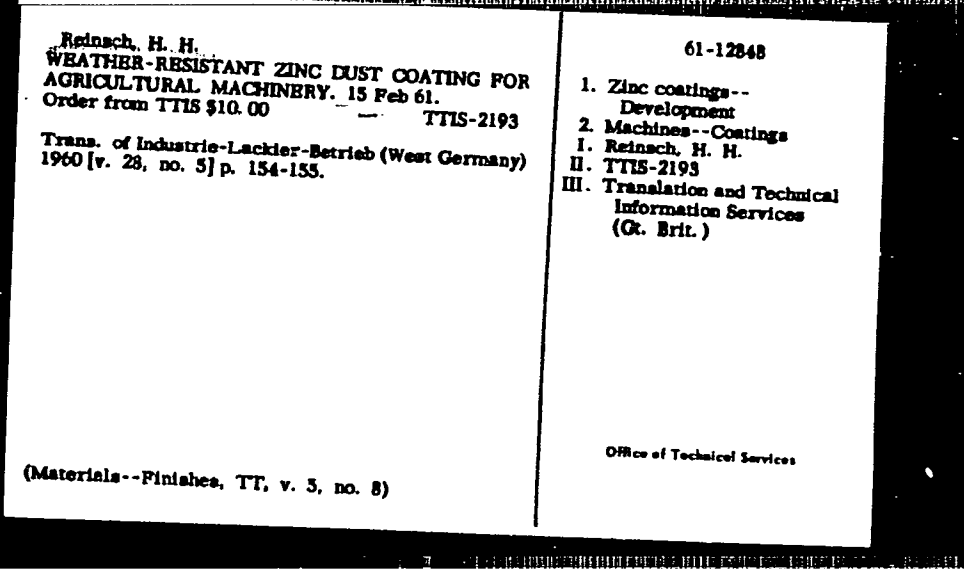 Reinsch, H. H.
WEATHER-RESISTANT ZINC DUST COATING FOR
AGRICULTURAL MACHINERY. 15 Feb 61.
Order from TTIS $10.00 TTIS-2193
Trans. of Industrie-Lackier-Betrieb (West Germany)
1960 [v. 28, no. 5] p. 154-155.
(Materials--Finishes, TT, v. 5, no. 8)
61-12848
1. Zinc coatings--
Development
2. Machines--Coatings
I. Reinsch, H. H.
II. TTIS-2193
III. Translation and Technical
Information Services
(Gt. Brit.)
Office of Technical Services